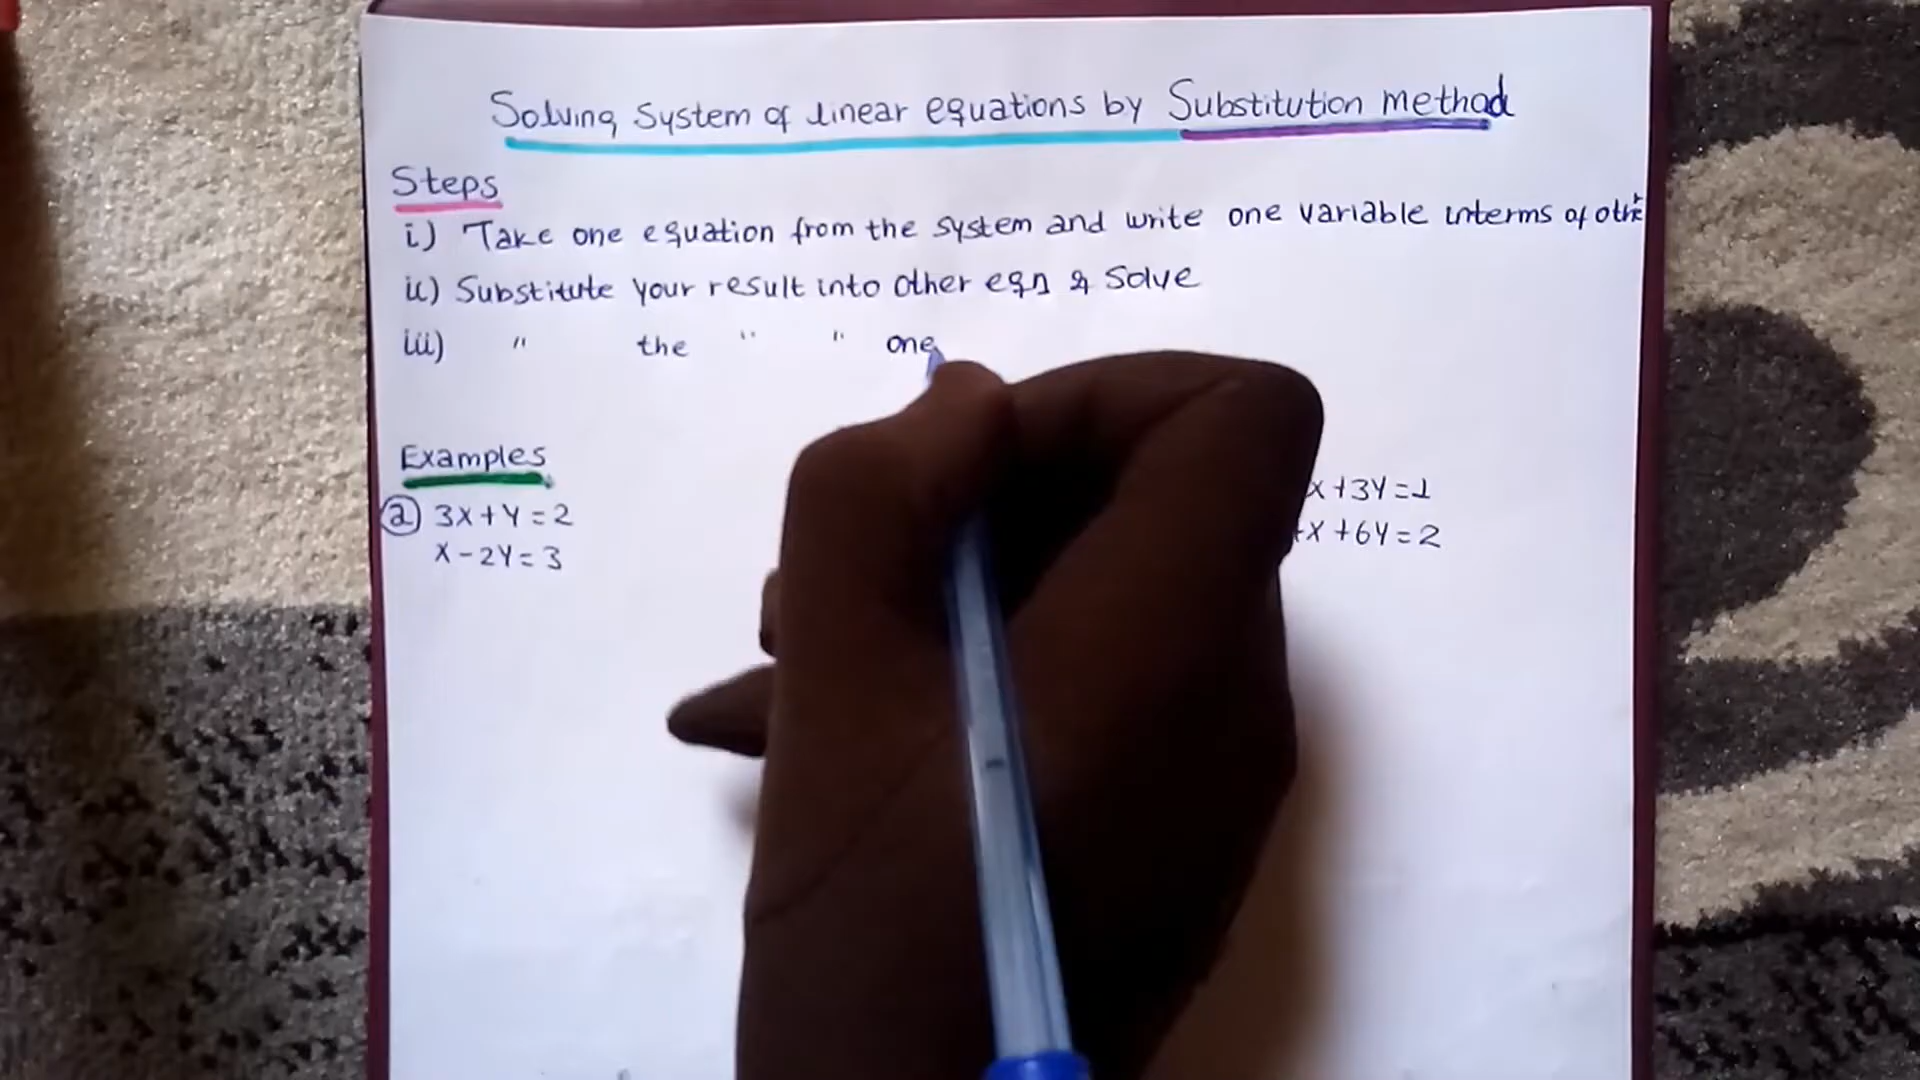 Solving System of linear equations by Substitution method
Steps
i) Take one equation from the system and write one variable interms of
ii) Substitute your result into other eqn & Solve
iii) " the " " one
Examples
(a) 3x+y=2
x-2y=3
x+3y=1
x+6y=2